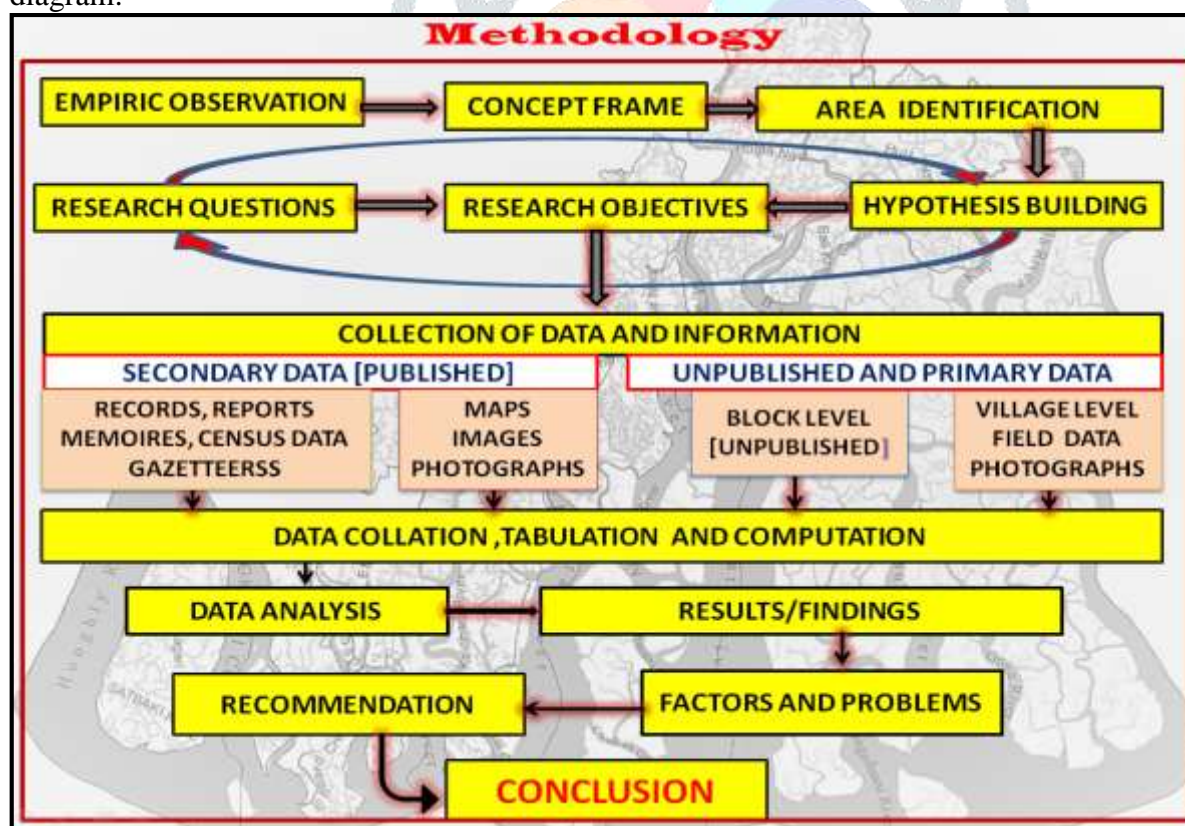 diagram.
Methodology
EMPIRIC OBSERVATION
CONCEPT FRAME
AREA IDENTIFICATION
RESEARCH QUESTIONS
RESEARCH OBJECTIVES
HYPOTHESIS BUILDING
COLLECTION OF DATA AND INFORMATION
SECONDARY DATA [PUBLISHED]
UNPUBLISHED AND PRIMARY DATA
RECORDS, REPORTS
MEMOIRES, CENSUS DATA
GAZETTEERSS
MAPS
IMAGES
PHOTOGRAPHS
BLOCK LEVEL
[UNPUBLISHED]
VILLAGE LEVEL
FIELD DATA
PHOTOGRAPHS
DATA COLLATION ,TABULATION AND COMPUTATION
DATA ANALYSIS
RESULTS/FINDINGS
RECOMMENDATION
FACTORS AND PROBLEMS
CONCLUSION